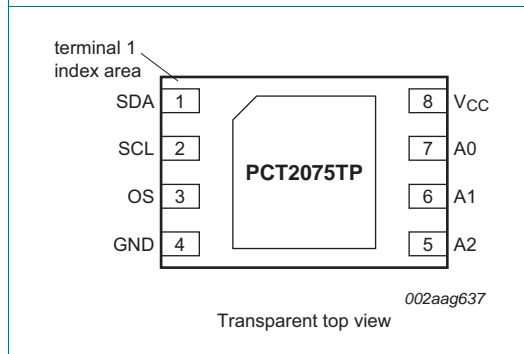 terminal 1
index area
SDA 1
8 VCC
SCL 2
7 A0
PCT2075TP
OS 3
6 A1
GND 4
5 A2
002aag637
Transparent top view